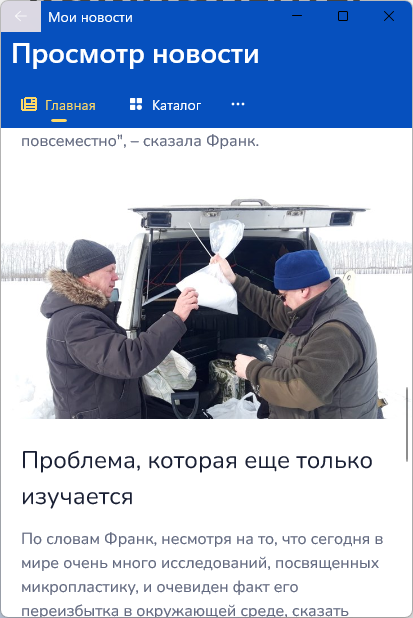 Мои новости
Просмотр новости
Главная
Каталог
повсеместно", – сказала Франк.
Проблема, которая еще только
изучается
По словам Франк, несмотря на то, что сегодня в
мире очень много исследований, посвященных
микропластику, и очевиден факт его
переизбытка в окружающей среде, сказать